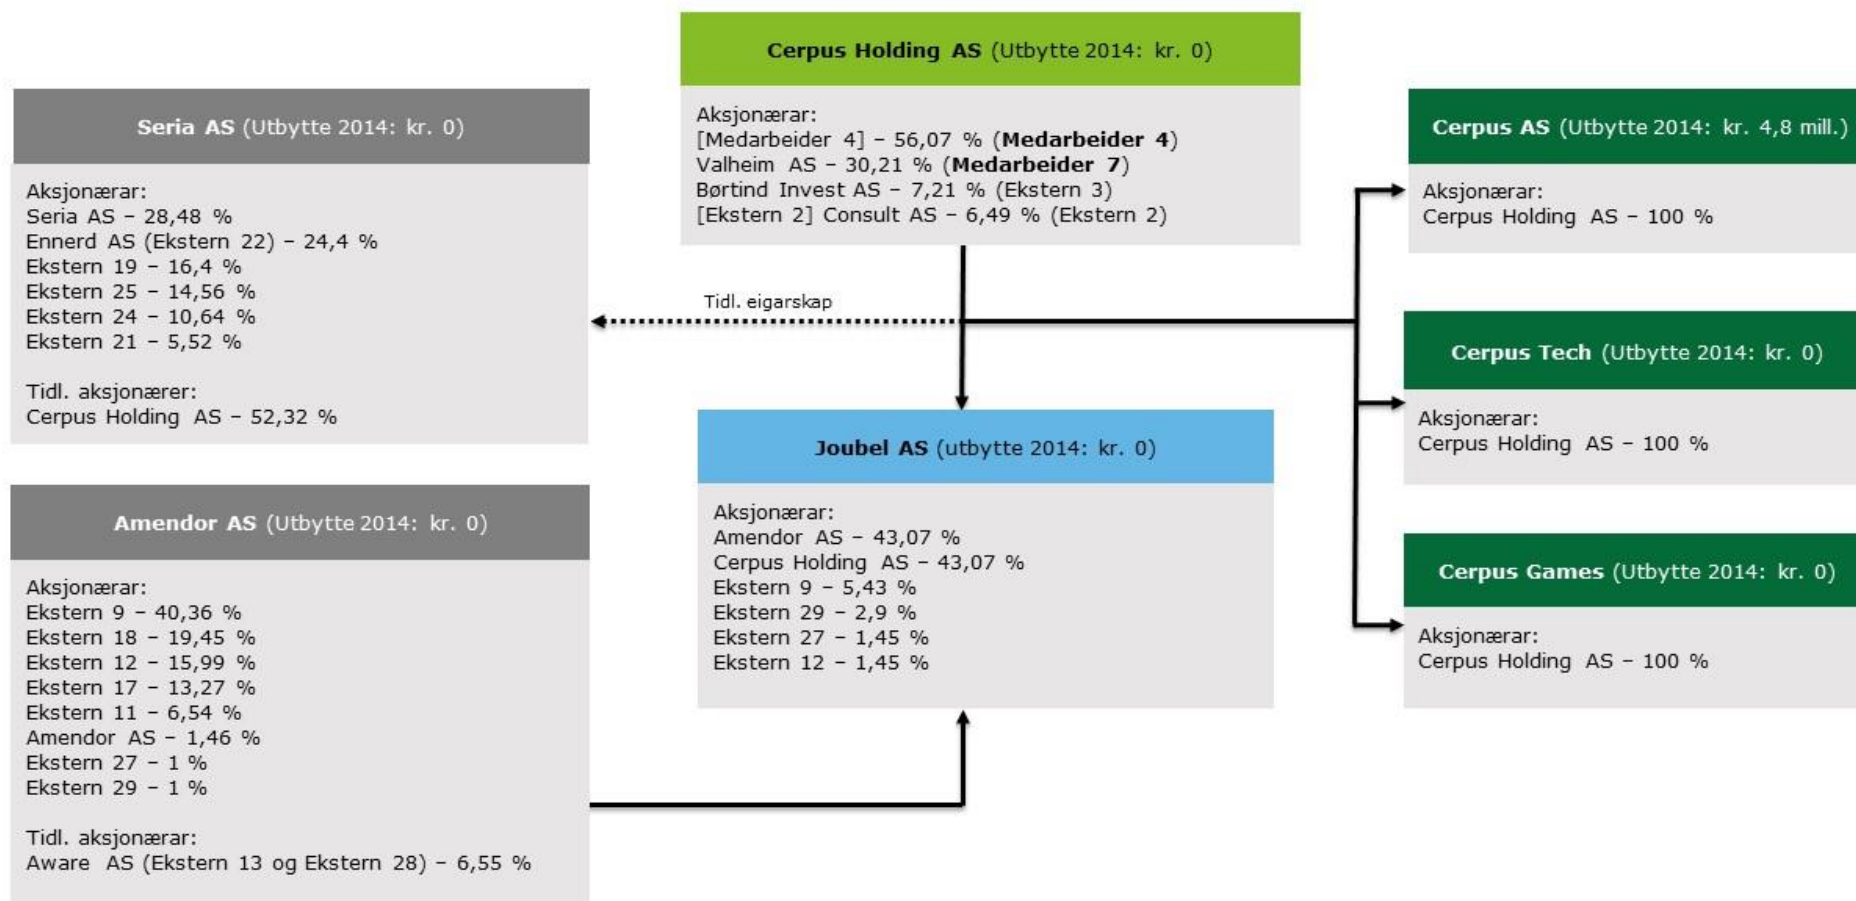 Cerpus Holding AS (Utbytte 2014: kr. 0)
Aksjonærar:
[Medarbeider 4] – 56,07 % (Medarbeider 4)
Valheim AS – 30,21 % (Medarbeider 7)
Børtind Invest AS – 7,21 % (Ekstern 3)
[Ekstern 2] Consult AS – 6,49 % (Ekstern 2)
Seria AS (Utbytte 2014: kr. 0)
Aksjonærar:
Seria AS – 28,48 %
Ennerd AS (Ekstern 22) – 24,4 %
Ekstern 19 – 16,4 %
Ekstern 25 – 14,56 %
Ekstern 24 – 10,64 %
Ekstern 21 – 5,52 %
Tidl. aksjonærer:
Cerpus Holding AS – 52,32 %
Tidl. eigarskap
Cerpus AS (Utbytte 2014: kr. 4,8 mill.)
Aksjonærar:
Cerpus Holding AS – 100 %
Cerpus Tech (Utbytte 2014: kr. 0)
Aksjonærar:
Cerpus Holding AS – 100 %
Cerpus Games (Utbytte 2014: kr. 0)
Aksjonærar:
Cerpus Holding AS – 100 %
Joubel AS (utbytte 2014: kr. 0)
Aksjonærar:
Amendor AS – 43,07 %
Cerpus Holding AS – 43,07 %
Ekstern 9 – 5,43 %
Ekstern 29 – 2,9 %
Ekstern 27 – 1,45 %
Ekstern 12 – 1,45 %
Amendor AS (Utbytte 2014: kr. 0)
Aksjonærar:
Ekstern 9 – 40,36 %
Ekstern 18 – 19,45 %
Ekstern 12 – 15,99 %
Ekstern 17 – 13,27 %
Ekstern 11 – 6,54 %
Amendor AS – 1,46 %
Ekstern 27 – 1 %
Ekstern 29 – 1 %
Tidl. aksjonærar:
Aware AS (Ekstern 13 og Ekstern 28) – 6,55 %